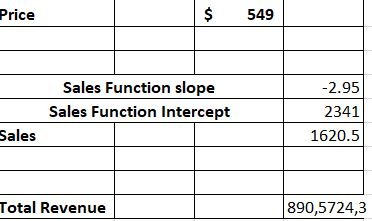 Price $ 549
Sales Function slope -2.95
Sales Function Intercept 2341
Sales 1620.5
Total Revenue 890,5724,3